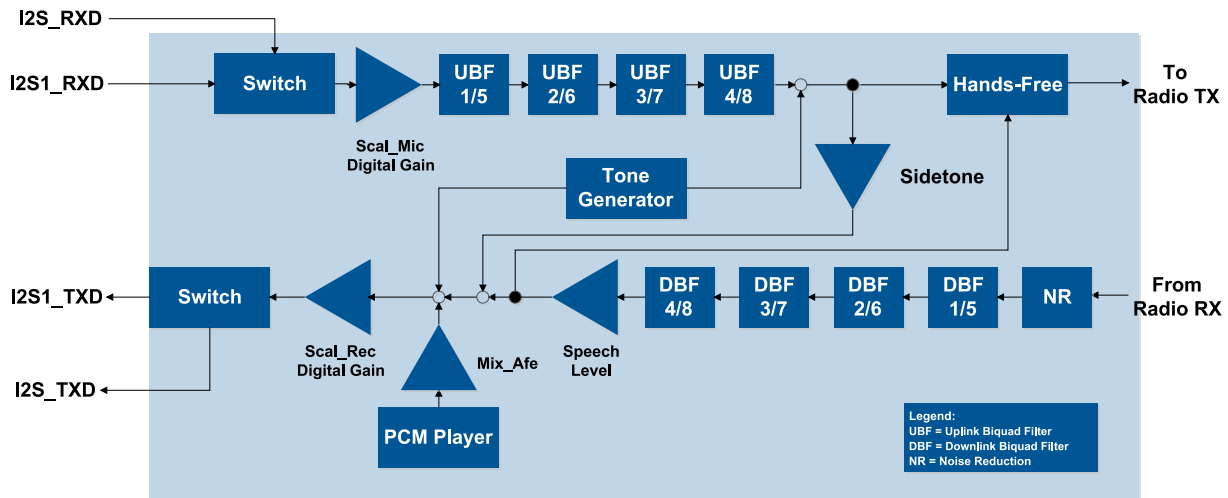 I2S_RXD
I2S1_RXD
Switch
Scal_Mic
Digital Gain
UBF
1/5
UBF
2/6
UBF
3/7
UBF
4/8
Hands-Free
To
Radio TX
Tone
Generator
Sidetone
I2S1_TXD
Switch
I2S_TXD
Scal_Rec
Digital Gain
Mix_Afe
PCM Player
Speech
Level
DBF
4/8
DBF
3/7
DBF
2/6
DBF
1/5
NR
From
Radio RX
Legend:
UBF = Uplink Biquad Filter
DBF = Downlink Biquad Filter
NR = Noise Reduction